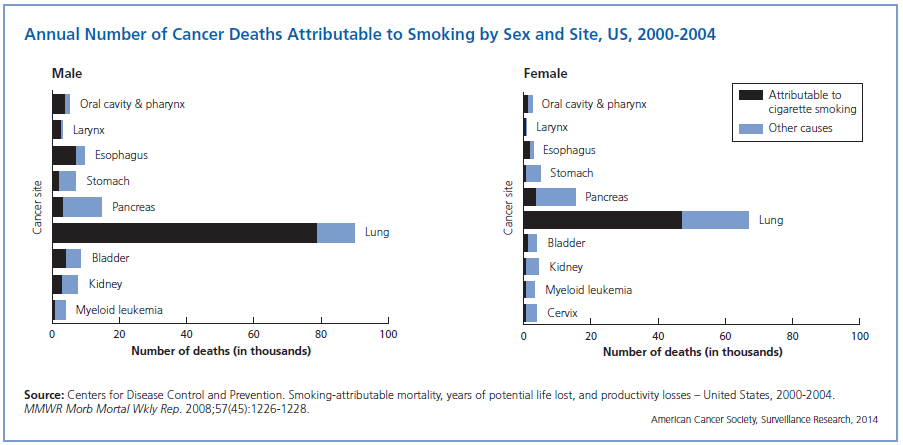 Annual Number of Cancer Deaths Attributable to Smoking by Sex and Site, US, 2000-2004
Male
Cancer site
Oral cavity & pharynx
Larynx
Esophagus
Stomach
Pancreas
Lung
Bladder
Kidney
Myeloid leukemia
0 20 40 60 80 100
Number of deaths (in thousands)
Female
Attributable to
cigarette smoking
Other causes
Cancer site
Oral cavity & pharynx
Larynx
Esophagus
Stomach
Pancreas
Lung
Bladder
Kidney
Myeloid leukemia
Cervix
0 20 40 60 80 100
Number of deaths (in thousands)
Source: Centers for Disease Control and Prevention. Smoking-attributable mortality, years of potential life lost, and productivity losses – United States, 2000-2004.
MMWR Morb Mortal Wkly Rep. 2008;57(45):1226-1228.
American Cancer Society, Surveillance Research, 2014